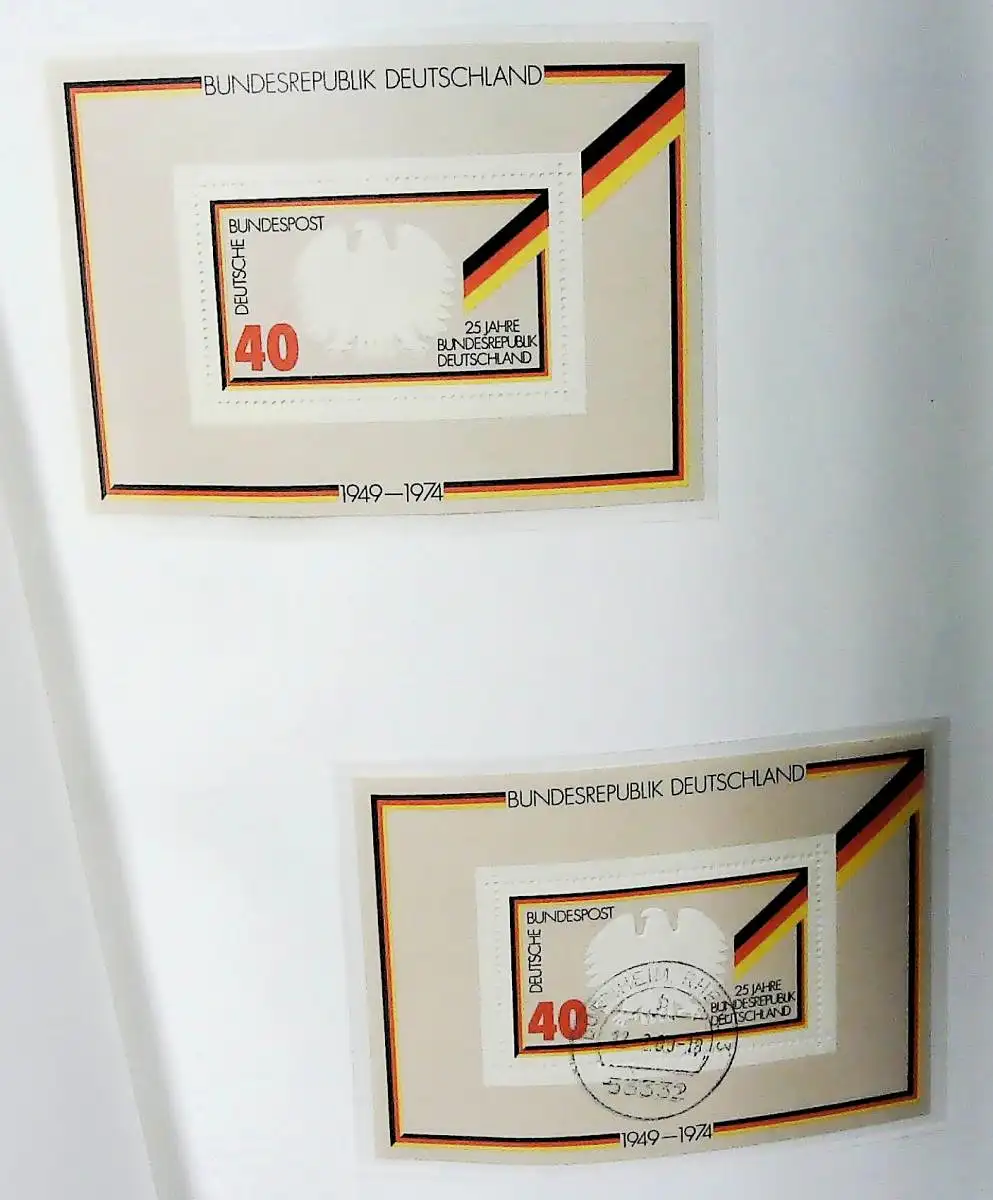 BUNDESREPUBLIK DEUTSCHLAND
DEUTSCHE
BUNDESPOST
40
25 JAHRE
BUNDESREPUBLIK
DEUTSCHLAND
1949–1974
BUNDESREPUBLIK DEUTSCHLAND
DEUTSCHE
BUNDESPOST
40
25 JAHRE
BUNDESREPUBLIK
DEUTSCHLAND
b
53332
1949–1974